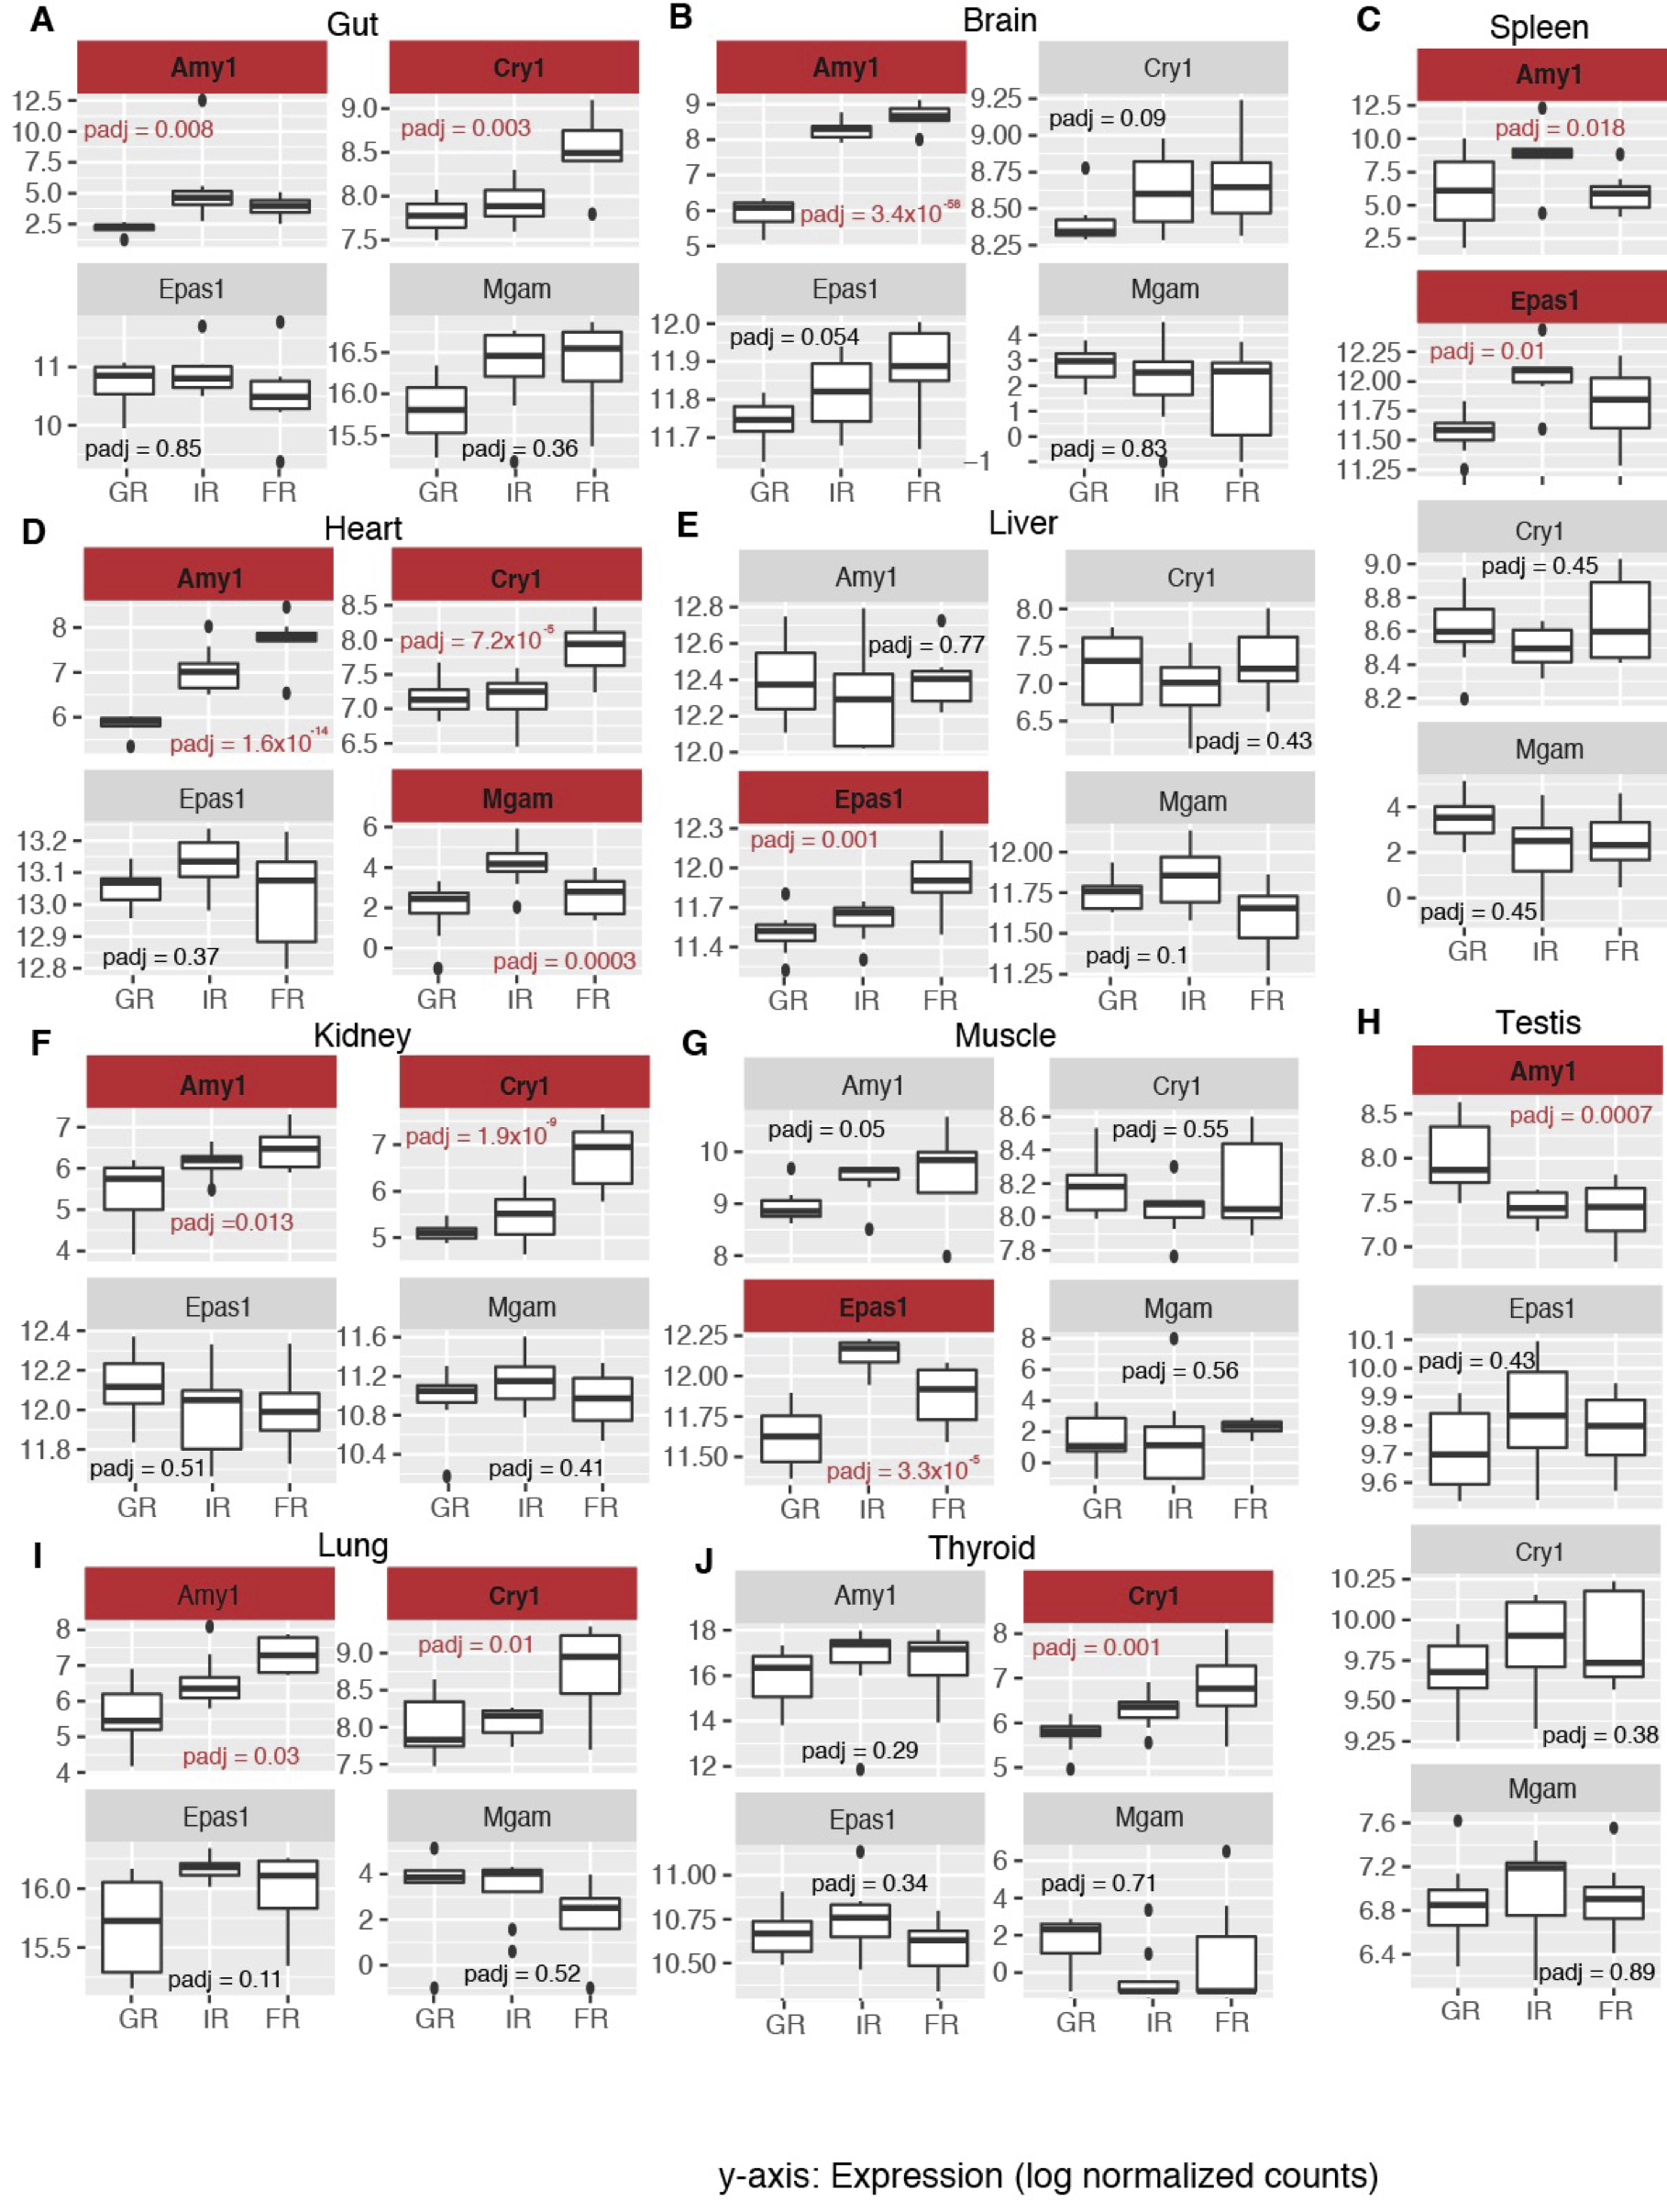 A
Gut
Amy1
12.5
10.0
7.5
5.0
2.5
padj = 0.008
Cry1
9.0
8.5
8.0
7.5
padj = 0.003
Epas1
11
10
padj = 0.85
GR IR FR
Mgam
16.5
16.0
15.5
padj = 0.36
GR IR FR
B
Brain
Amy1
9
8
7
6
5
padj = 3.4x10-58
Cry1
9.25
9.00
8.75
8.50
8.25
padj = 0.09
Epas1
12.0
11.9
11.8
11.7
padj = 0.054
GR IR FR
Mgam
4
3
2
1
0
−1
padj = 0.83
GR IR FR
C
Spleen
Amy1
12.5
10.0
7.5
5.0
2.5
padj = 0.018
Epas1
12.25
12.00
11.75
11.50
11.25
padj = 0.01
Cry1
9.0
8.8
8.6
8.4
8.2
padj = 0.45
Mgam
4
2
0
padj = 0.45
GR IR FR
D
Heart
Amy1
8
7
6
padj = 1.6x10-14
Cry1
8.5
8.0
7.5
7.0
6.5
padj = 7.2x10-5
Epas1
13.2
13.1
13.0
12.9
12.8
padj = 0.37
GR IR FR
Mgam
6
4
2
0
padj = 0.0003
GR IR FR
E
Liver
Amy1
12.8
12.6
12.4
12.2
12.0
padj = 0.77
Cry1
8.0
7.5
7.0
6.5
padj = 0.43
Epas1
12.3
12.0
11.7
11.4
padj = 0.001
GR IR FR
Mgam
12.00
11.75
11.50
11.25
padj = 0.1
GR IR FR
F
Kidney
Amy1
7
6
5
4
padj =0.013
Cry1
7
6
5
padj = 1.9x10-9
Epas1
12.4
12.2
12.0
11.8
padj = 0.51
GR IR FR
Mgam
11.6
11.2
10.8
10.4
padj = 0.41
GR IR FR
G
Muscle
Amy1
10
9
8
padj = 0.05
Cry1
8.6
8.4
8.2
8.0
7.8
padj = 0.55
Epas1
12.25
12.00
11.75
11.50
padj = 3.3x10-5
GR IR FR
Mgam
8
6
4
2
0
padj = 0.56
GR IR FR
H
Testis
Amy1
8.5
8.0
7.5
7.0
padj = 0.0007
Epas1
10.1
10.0
9.9
9.8
9.7
9.6
padj = 0.43
Cry1
10.25
10.00
9.75
9.50
9.25
padj = 0.38
Mgam
7.6
7.2
6.8
6.4
padj = 0.89
GR IR FR
I
Lung
Amy1
8
7
6
5
4
padj = 0.03
Cry1
9.0
8.5
8.0
7.5
padj = 0.01
Epas1
16.0
15.5
padj = 0.11
GR IR FR
Mgam
4
2
0
padj = 0.52
GR IR FR
J
Thyroid
Amy1
18
16
14
12
padj = 0.29
Cry1
8
7
6
5
padj = 0.001
Epas1
11.00
10.75
10.50
padj = 0.34
GR IR FR
Mgam
6
4
2
0
padj = 0.71
GR IR FR
y-axis: Expression (log normalized counts)